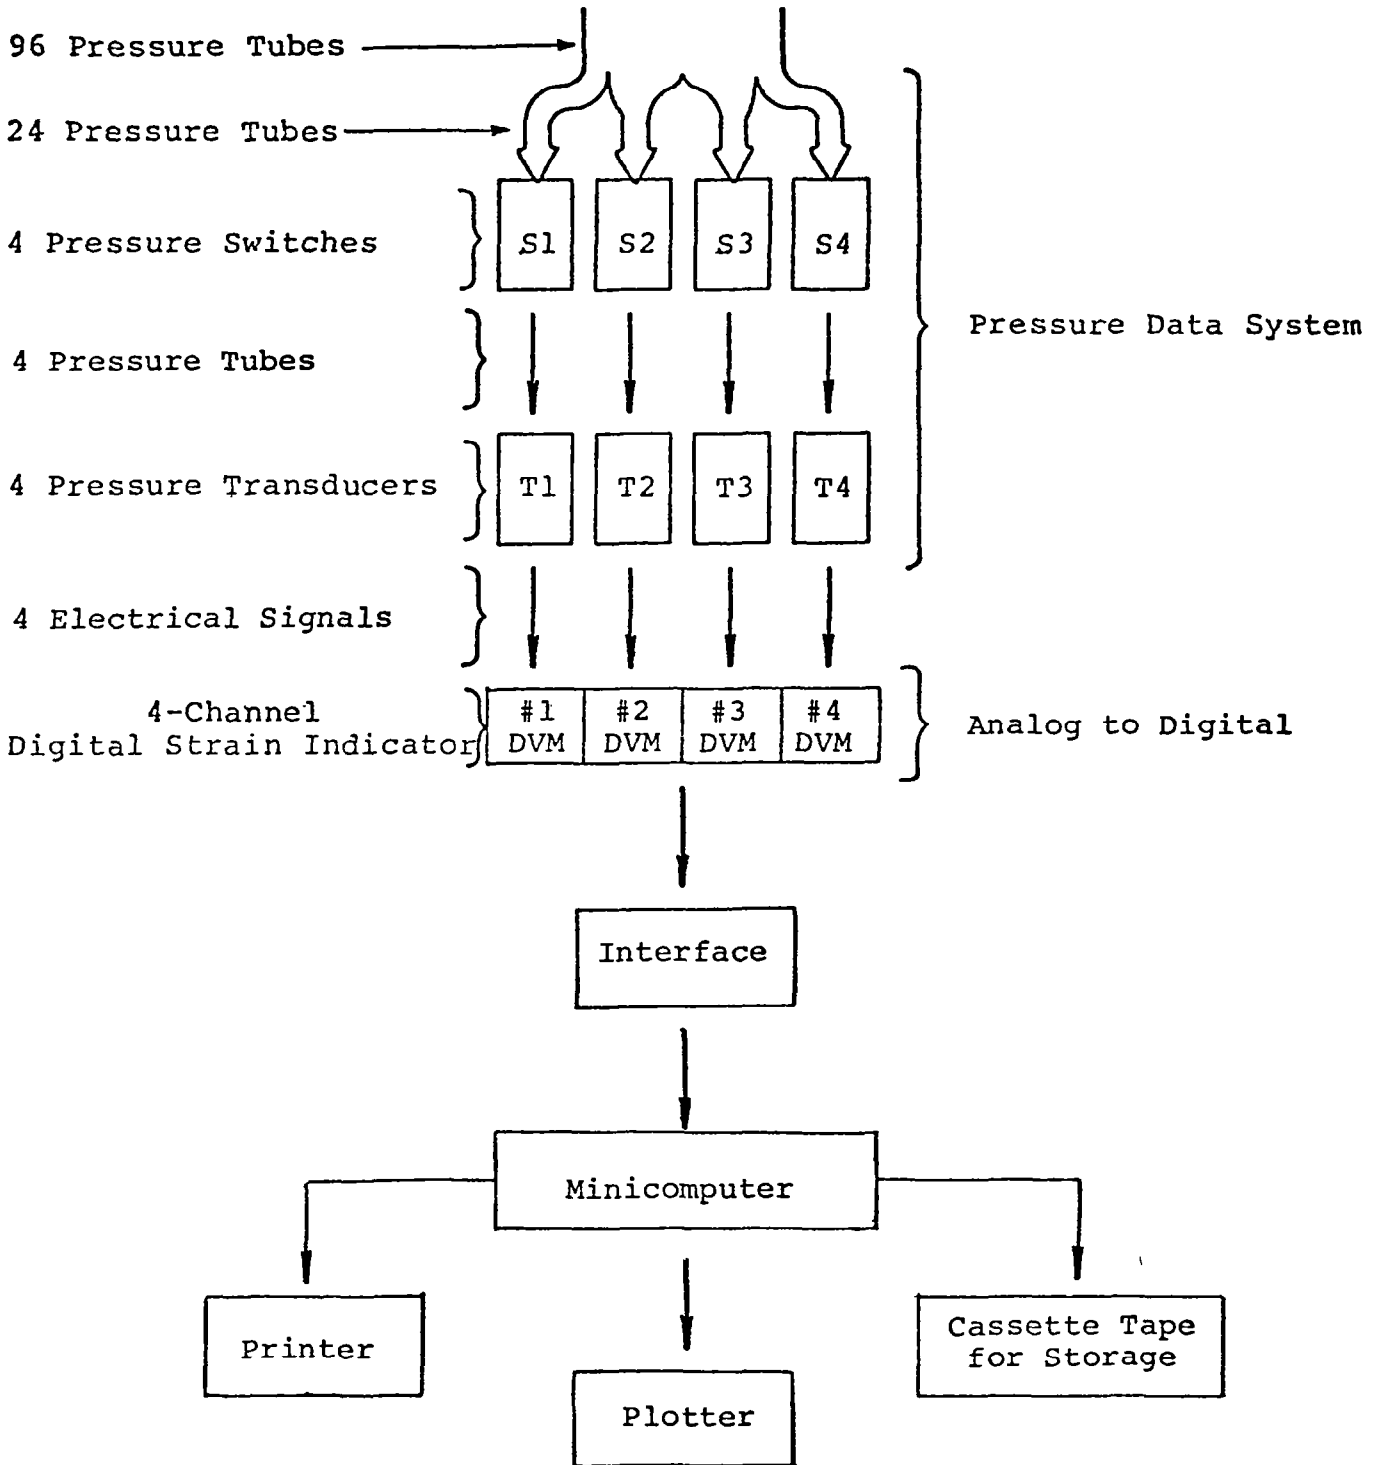 96 Pressure Tubes
24 Pressure Tubes
4 Pressure Switches
S1 S2 S3 S4
Pressure Data System
4 Pressure Tubes
4 Pressure Transducers
T1 T2 T3 T4
4 Electrical Signals
4-Channel
Digital Strain Indicator
#1 #2 #3 #4
DVM DVM DVM DVM
Analog to Digital
Interface
Minicomputer
Printer
Plotter
Cassette Tape
for Storage